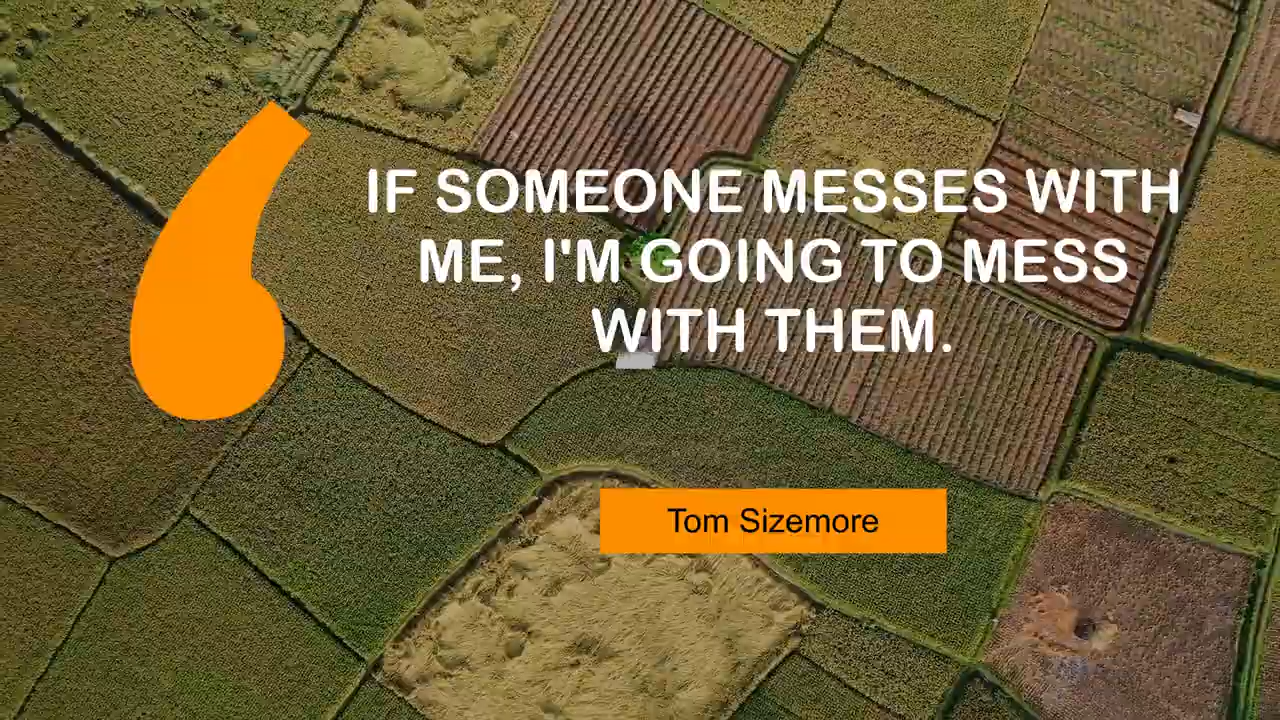 IF SOMEONE MESSES WITH
ME, I'M GOING TO MESS
WITH THEM.
Tom Sizemore